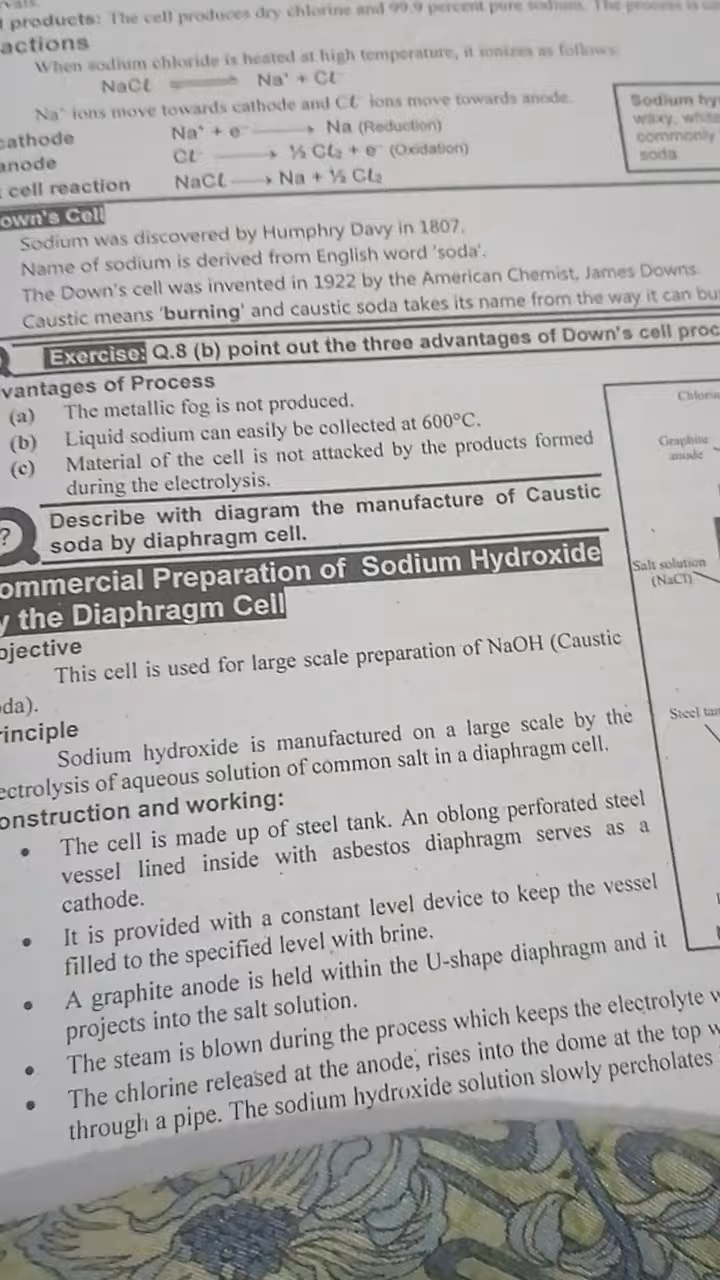 products: The cell produces dry chlorine and 99.9 percent pure sodium. The process is
actions
When sodium chloride is heated at high temperature, it ionizes as follows:
NaCℓ ⇌ Na⁺ + Cℓ⁻
Na⁺ ions move towards cathode and Cℓ⁻ ions move towards anode.
cathode Na⁺ + e⁻ → Na (Reduction)
anode Cℓ⁻ → ½ Cℓ₂ + e⁻ (Oxidation)
cell reaction NaCℓ → Na + ½ Cℓ₂
Sodium hy
waxy, white
commonly
soda
own's Cell
Sodium was discovered by Humphry Davy in 1807.
Name of sodium is derived from English word 'soda'.
The Down's cell was invented in 1922 by the American Chemist, James Downs.
Caustic means 'burning' and caustic soda takes its name from the way it can bu
Exercise: Q.8 (b) point out the three advantages of Down's cell proc
vantages of Process
(a) The metallic fog is not produced.
(b) Liquid sodium can easily be collected at 600°C.
(c) Material of the cell is not attacked by the products formed
during the electrolysis.
? Describe with diagram the manufacture of Caustic
soda by diaphragm cell.
ommercial Preparation of Sodium Hydroxide
y the Diaphragm Cell
bjective
This cell is used for large scale preparation of NaOH (Caustic
da).
rinciple
Sodium hydroxide is manufactured on a large scale by the
ectrolysis of aqueous solution of common salt in a diaphragm cell.
onstruction and working:
• The cell is made up of steel tank. An oblong perforated steel
vessel lined inside with asbestos diaphragm serves as a
cathode.
• It is provided with a constant level device to keep the vessel
filled to the specified level with brine.
• A graphite anode is held within the U-shape diaphragm and it
projects into the salt solution.
• The steam is blown during the process which keeps the electrolyte w
• The chlorine released at the anode, rises into the dome at the top w
through a pipe. The sodium hydroxide solution slowly percholates
Chlorin
Graphite
anode
Salt solution
(NaCl)
Steel tan